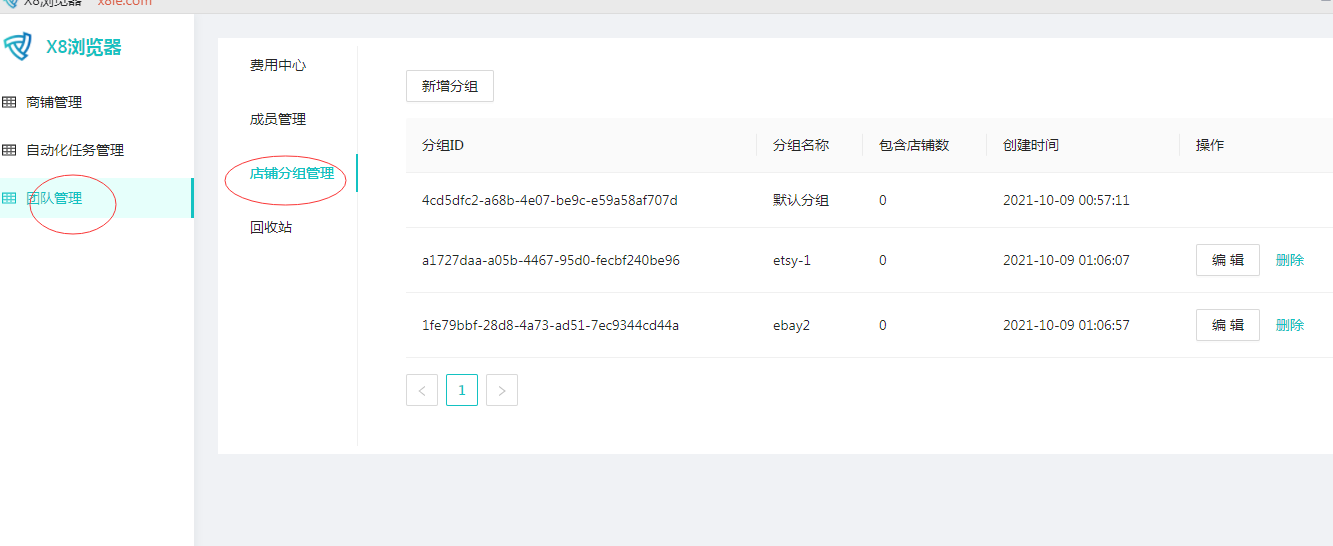 X8浏览器 x8ie.com
X8浏览器
商铺管理
自动化任务管理
团队管理
费用中心
成员管理
店铺分组管理
回收站
新增分组
分组ID 分组名称 包含店铺数 创建时间 操作
4cd5dfc2-a68b-4e07-be9c-e59a58af707d 默认分组 0 2021-10-09 00:57:11
a1727daa-a05b-4467-95d0-fecbf240be96 etsy-1 0 2021-10-09 01:06:07 编 辑 删除
1fe79bbf-28d8-4a73-ad51-7ec9344cd44a ebay2 0 2021-10-09 01:06:57 编 辑 删除
< 1 >